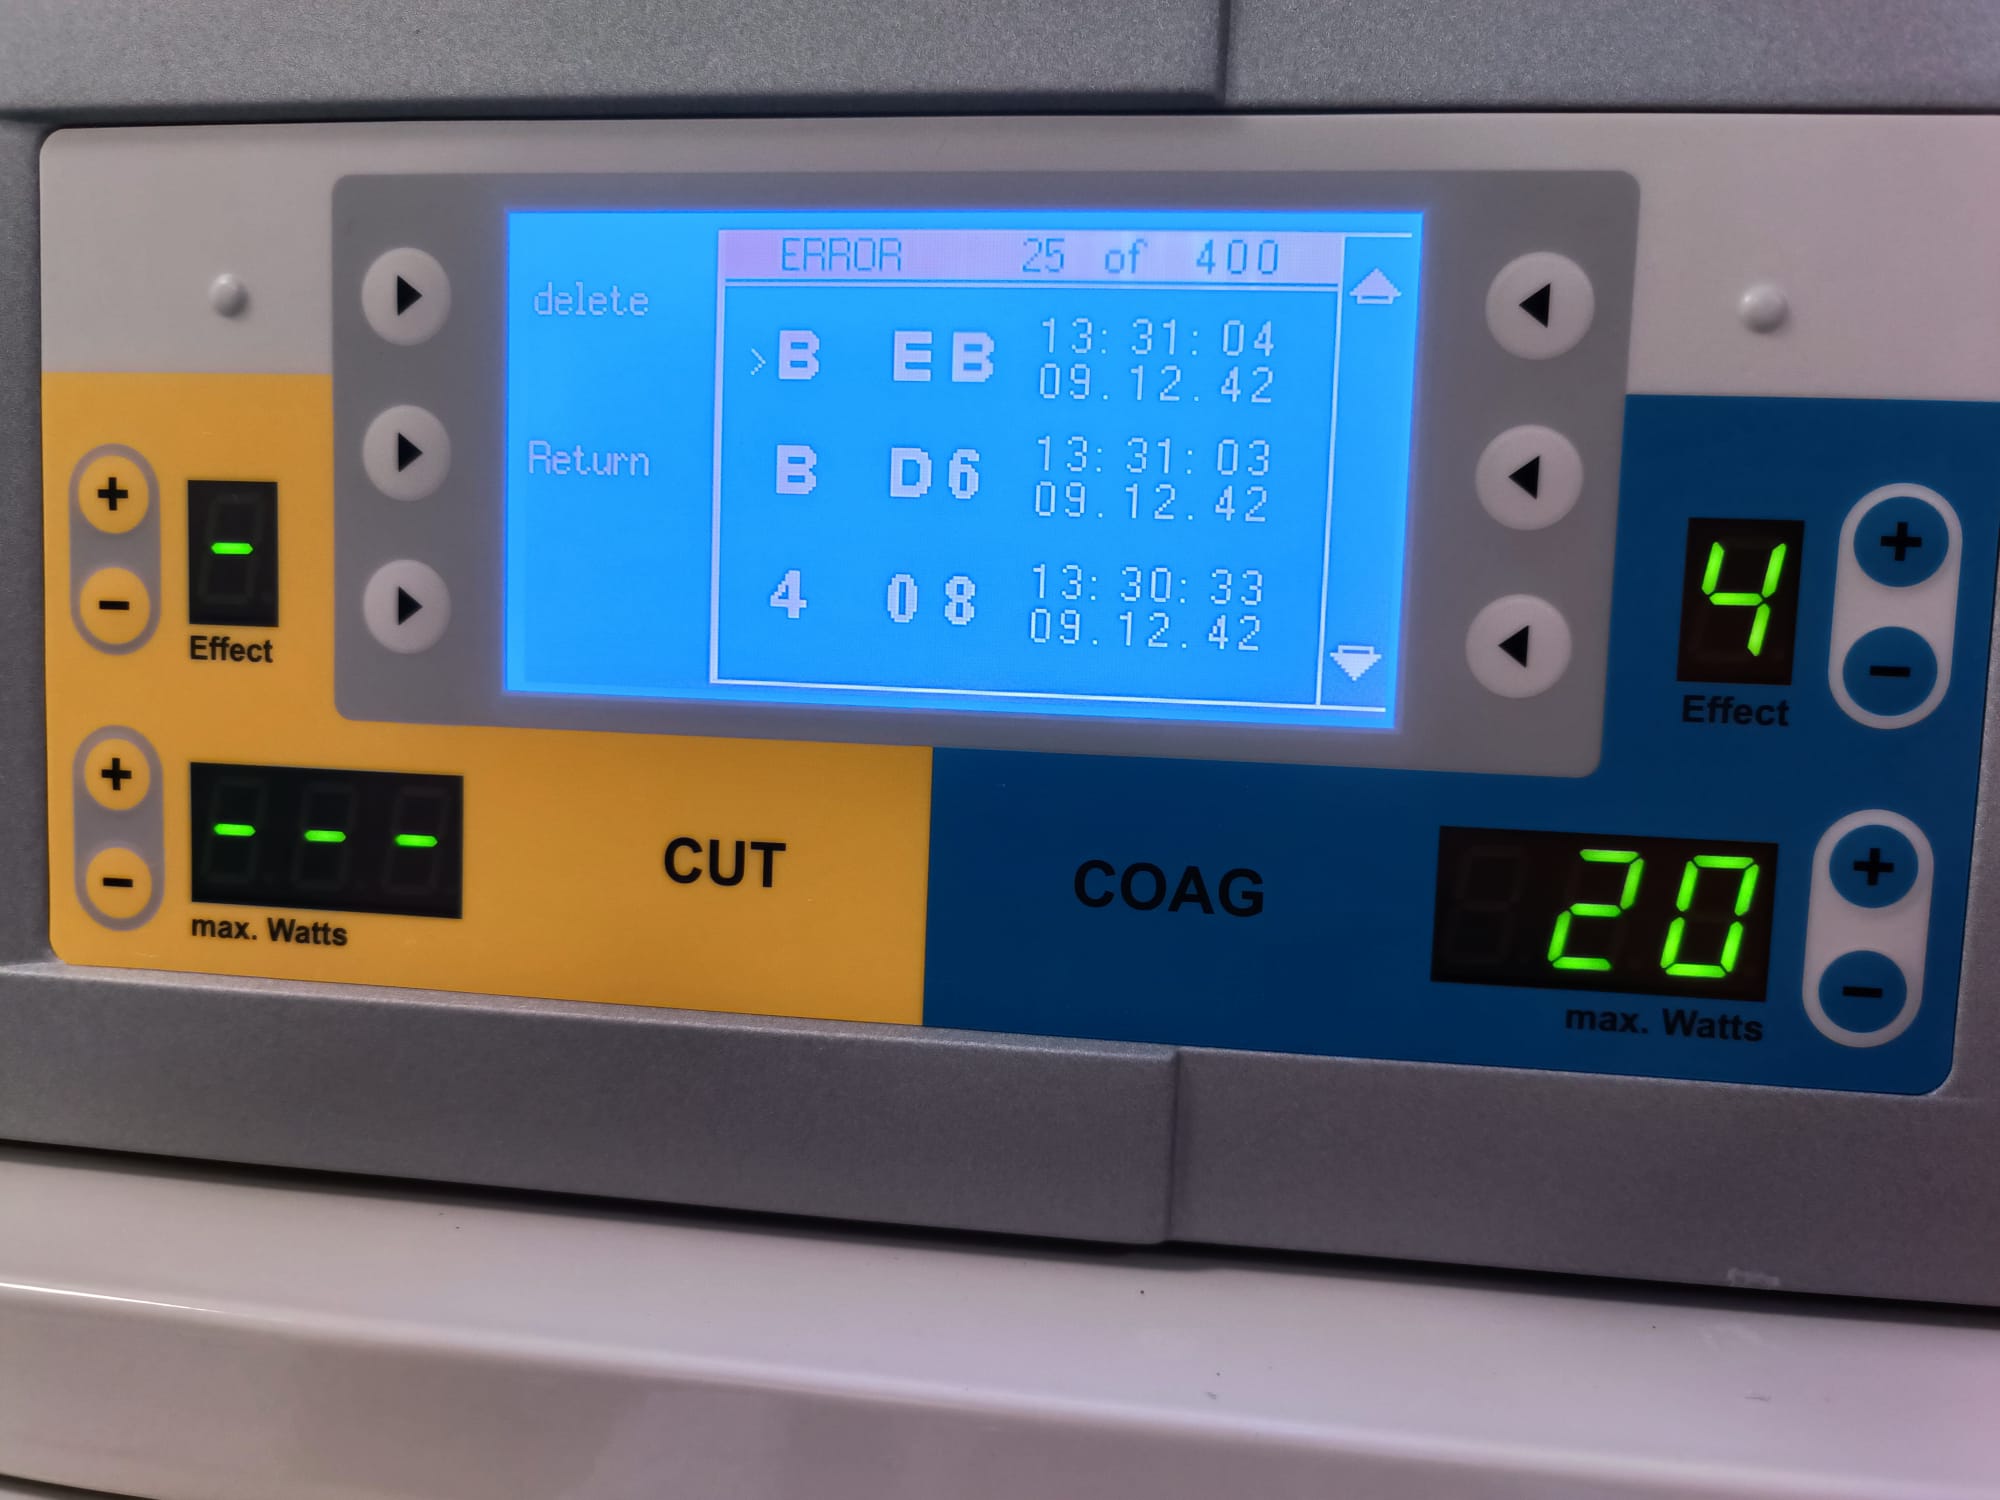 ERROR 25 of 400
delete
>B EB 13:31:04
09.12.42
Return
B D6 13:31:03
09.12.42
4 08 13:30:33
09.12.42
+
-
-
Effect
+
-
---
max. Watts
CUT
COAG
4
Effect
+
-
20
max. Watts
+
-